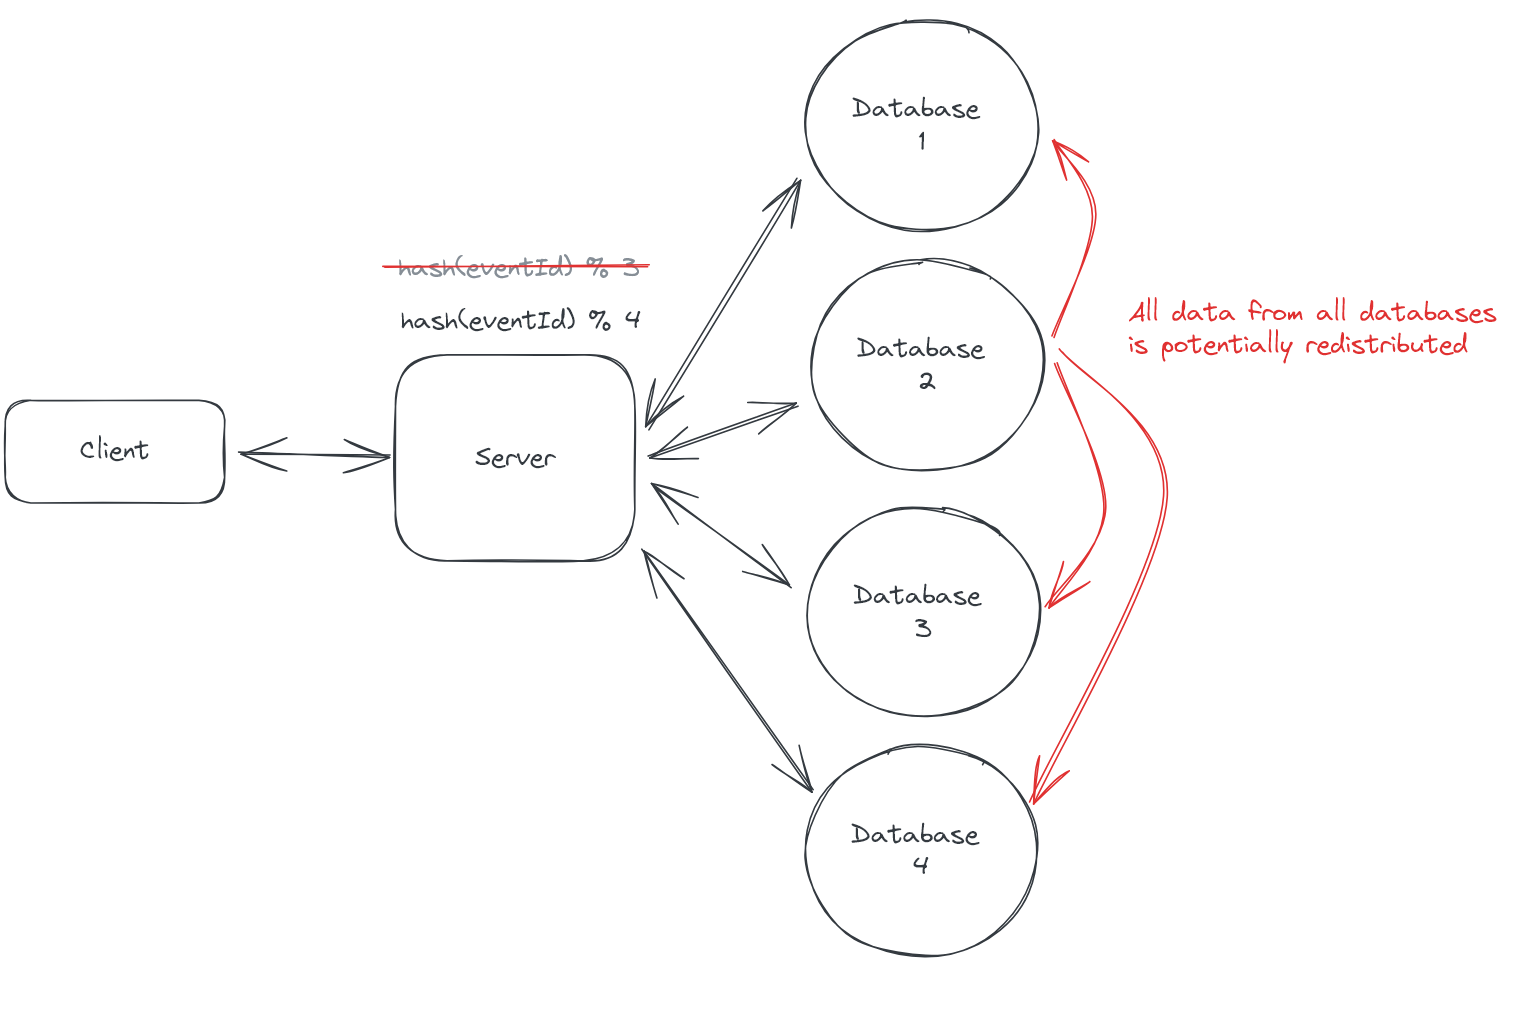 Database
1
hash(eventId) % 3
hash(eventId) % 4
All data from all databases
is potentially redistributed
Database
2
Client
Server
Database
3
Database
4